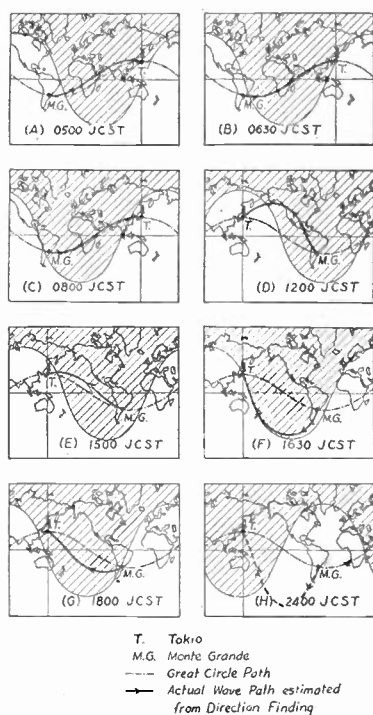 T.
M.G.
(A) 0500 JCST
T.
M.G.
(B) 0630 JCST
T.
M.G.
(C) 0800 JCST
T.
M.G.
(D) 1200 JCST
T.
M.G.
(E) 1500 JCST
T.
M.G.
(F) 1630 JCST
T.
M.G.
(G) 1800 JCST
T.
M.G.
(H) 2400 JCST
T. Tokio
M.G. Monte Grande
Great Circle Path
Actual Wave Path estimated
from Direction Finding